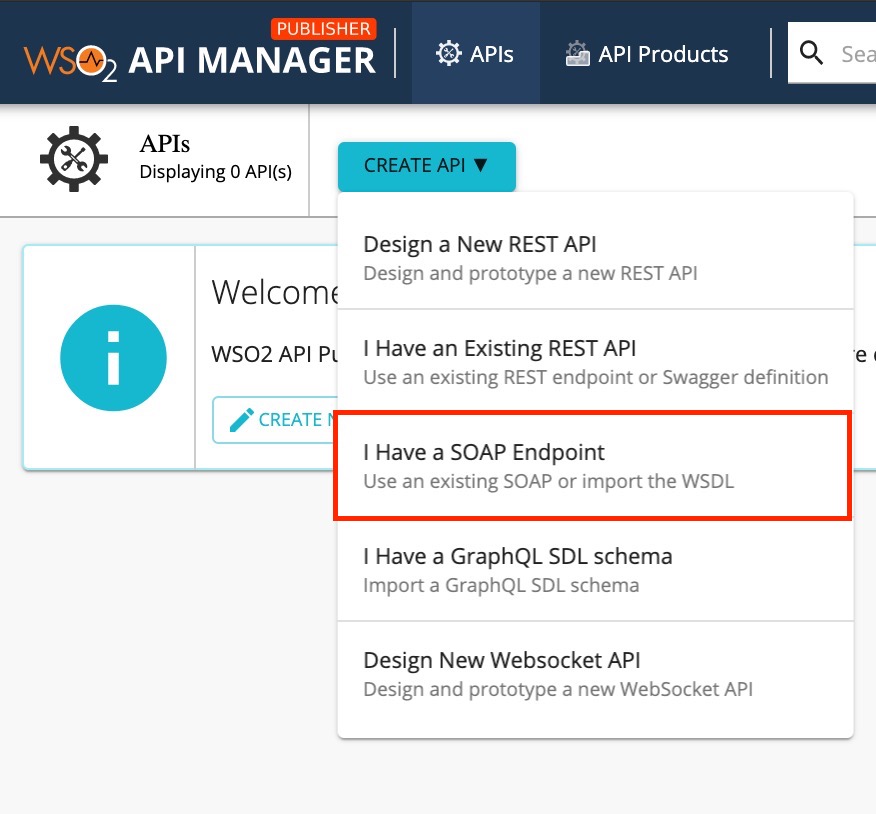 PUBLISHER
WSO2 API MANAGER
APIs
API Products
Sea
APIs
Displaying 0 API(s)
CREATE API ▼
Design a New REST API
Design and prototype a new REST API
I Have an Existing REST API
Use an existing REST endpoint or Swagger definition
I Have a SOAP Endpoint
Use an existing SOAP or import the WSDL
I Have a GraphQL SDL schema
Import a GraphQL SDL schema
Design New Websocket API
Design and prototype a new WebSocket API
Welcome
WSO2 API Pu
CREATE N